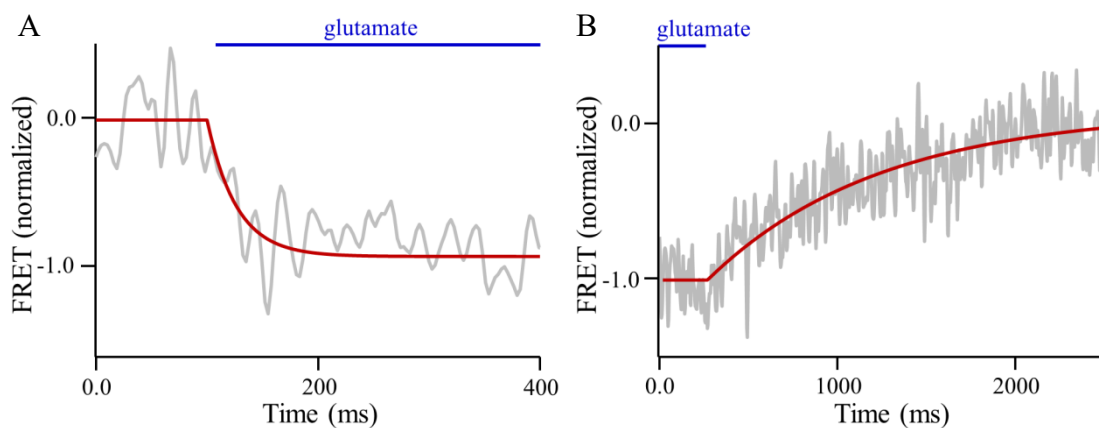 A
glutamate
FRET (normalized)
0.0
-1.0
0.0
200
400
Time (ms)
B
glutamate
FRET (normalized)
0.0
-1.0
0
1000
2000
Time (ms)